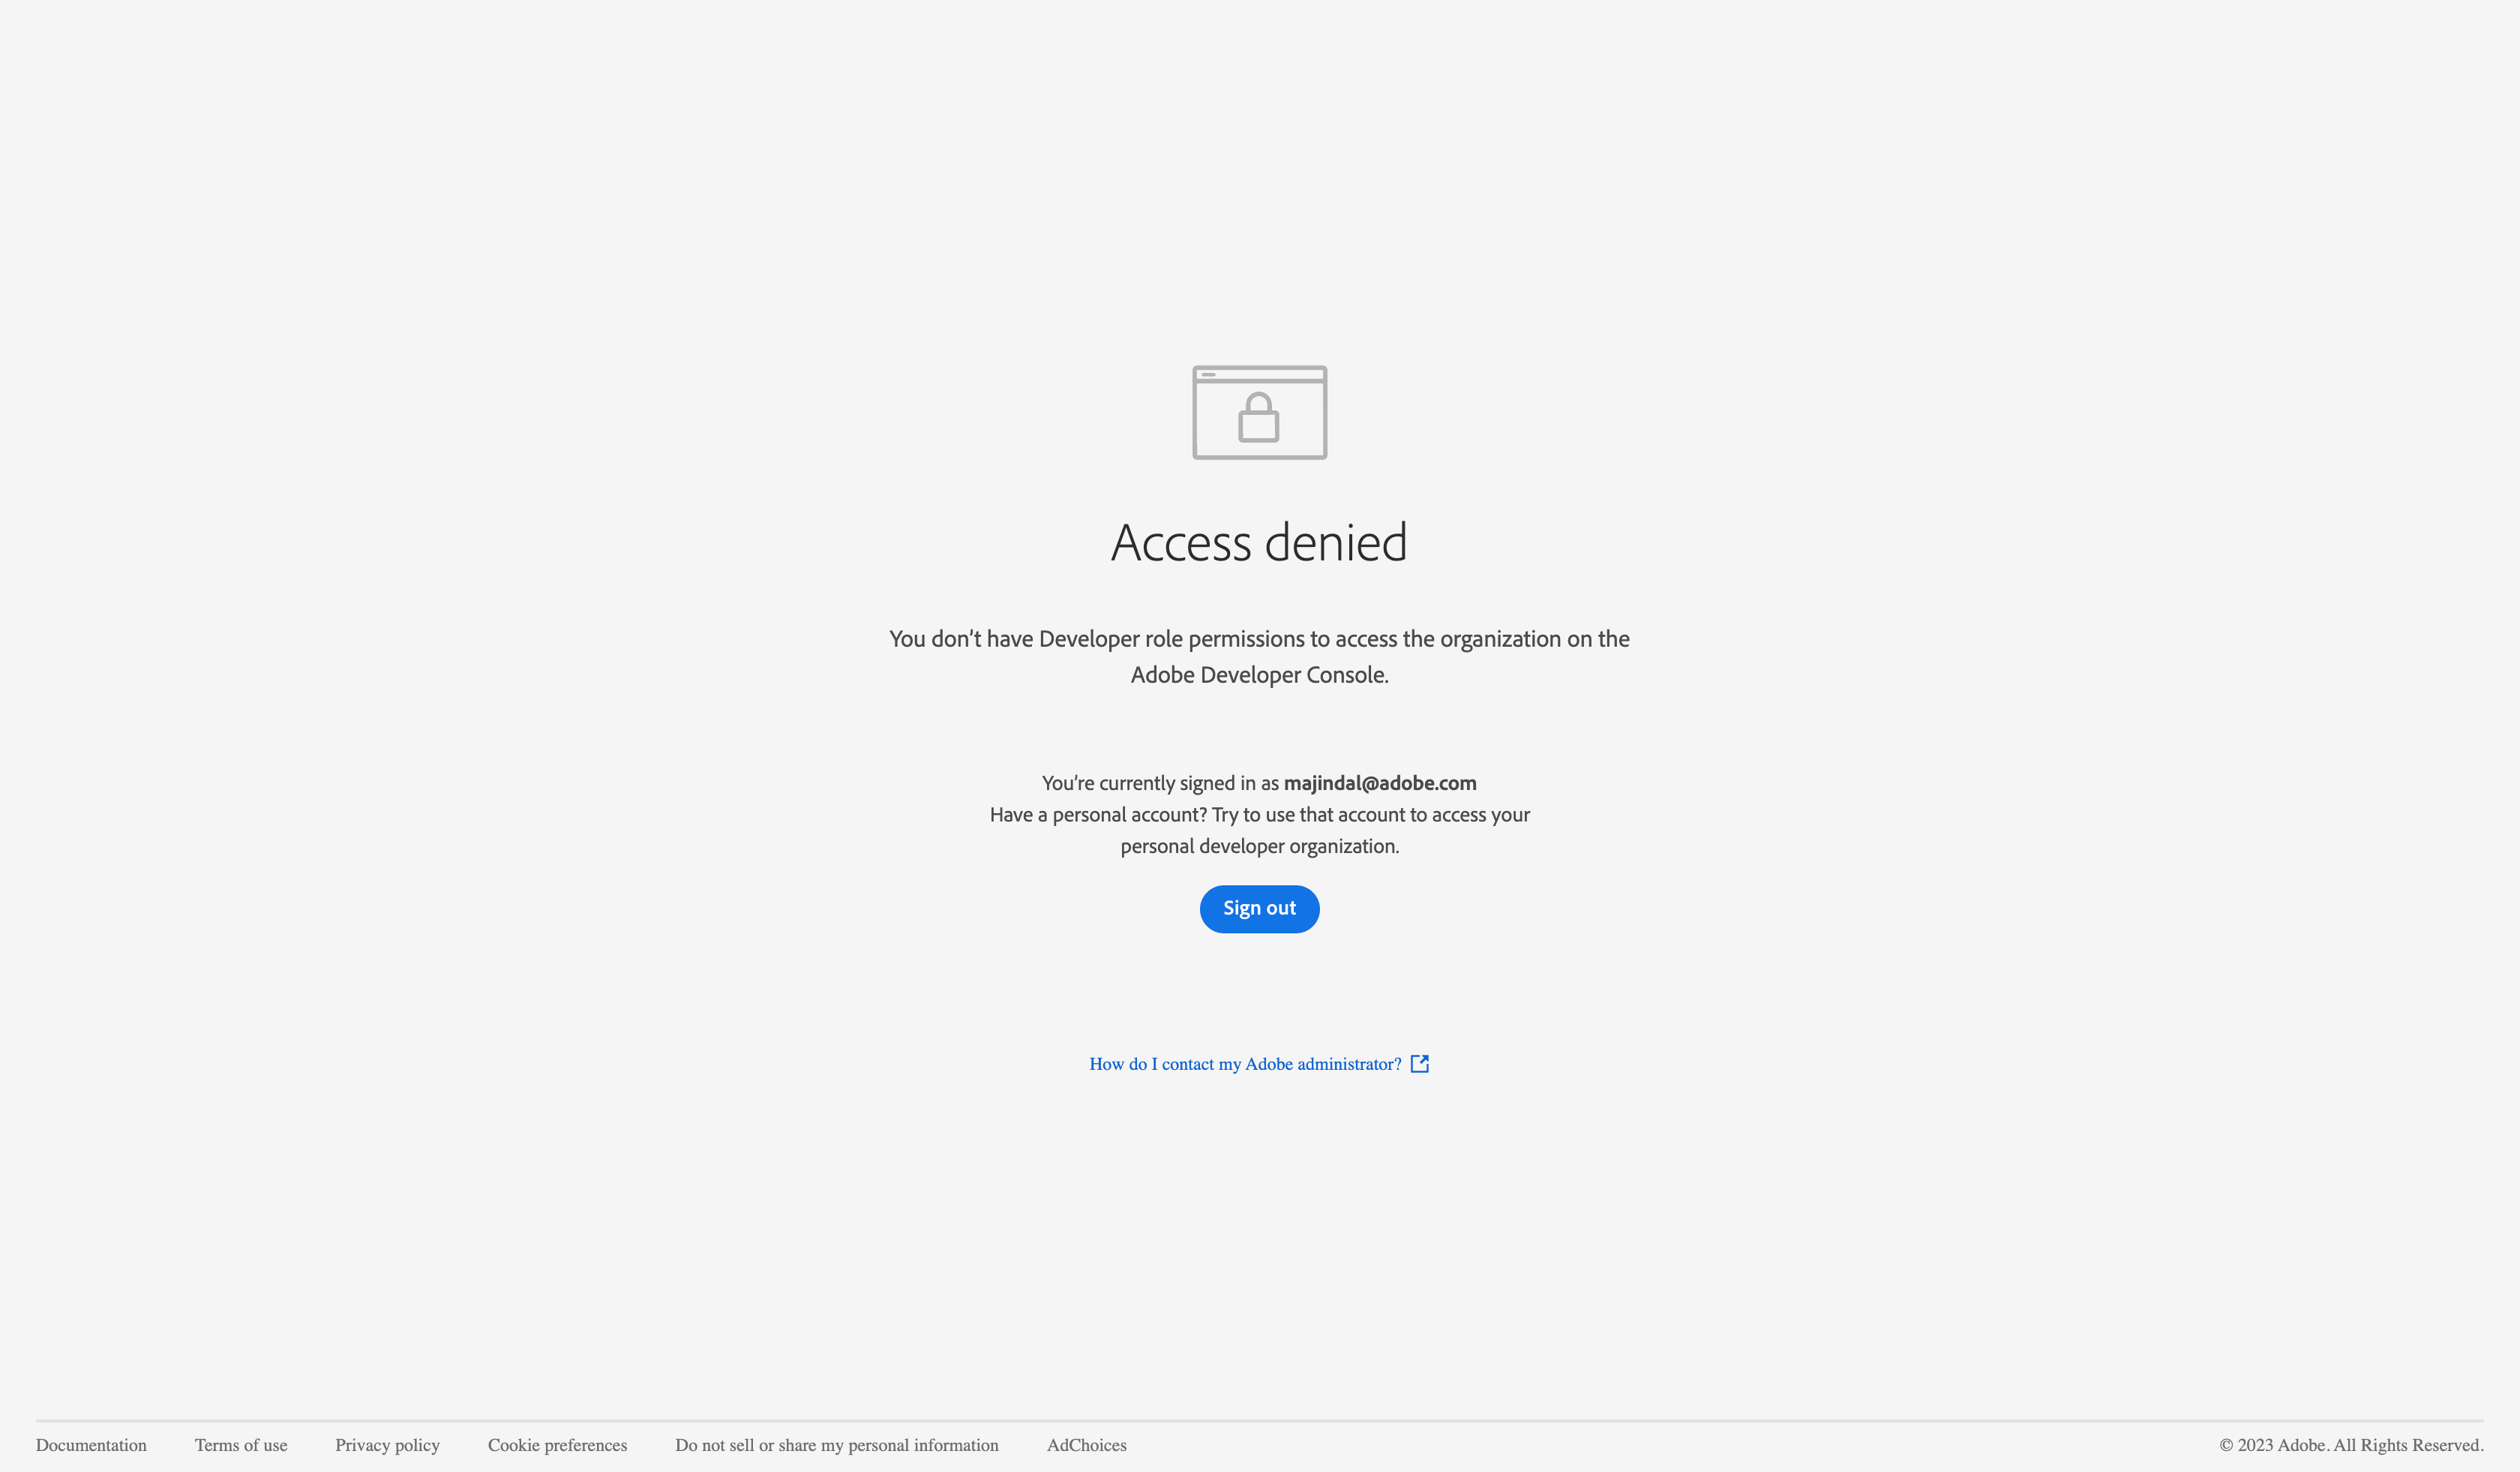 Access denied
You don’t have Developer role permissions to access the organization on the
Adobe Developer Console.
You’re currently signed in as majindal@adobe.com
Have a personal account? Try to use that account to access your
personal developer organization.
Sign out
How do I contact my Adobe administrator?
Documentation Terms of use Privacy policy Cookie preferences Do not sell or share my personal information AdChoices © 2023 Adobe. All Rights Reserved.